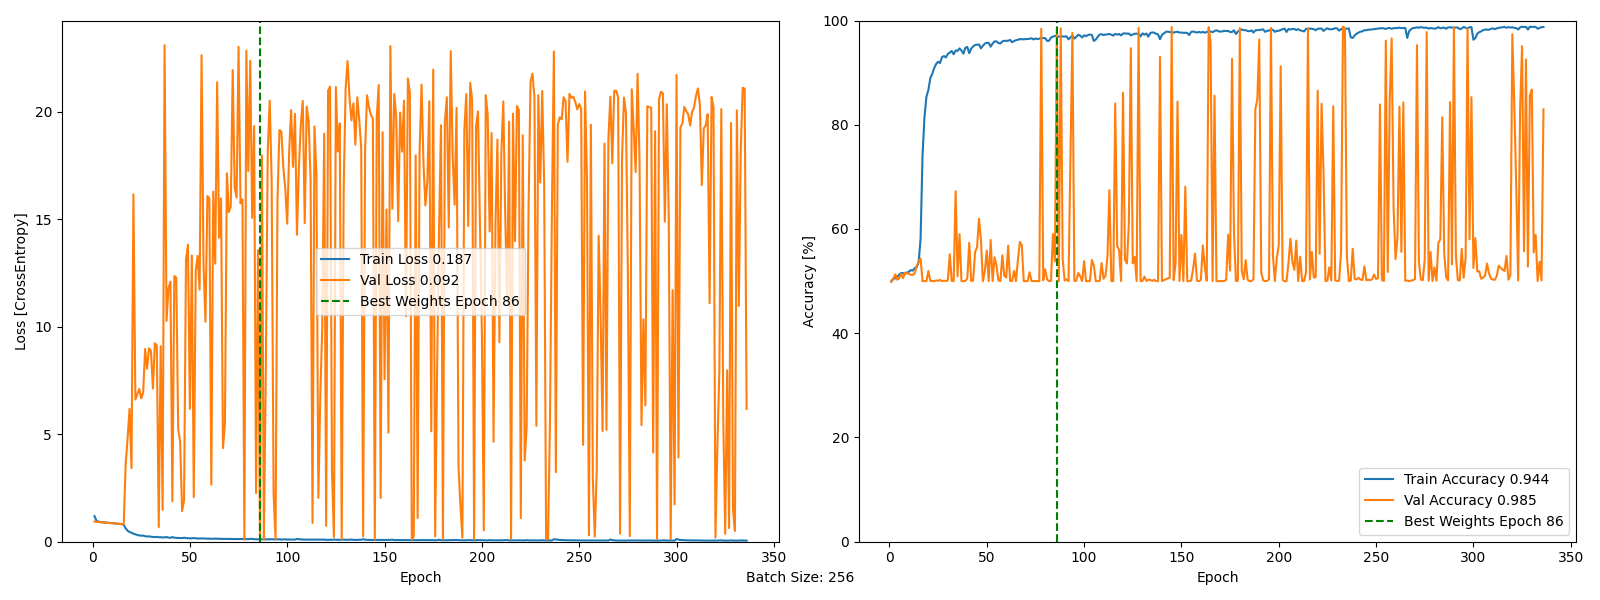 Loss [CrossEntropy]
20
15
10
5
0
0 50 100 150 200 250 300 350
Epoch
Train Loss 0.187
Val Loss 0.092
Best Weights Epoch 86
Batch Size: 256
Accuracy [%]
100
80
60
40
20
0
0 50 100 150 200 250 300 350
Epoch
Train Accuracy 0.944
Val Accuracy 0.985
Best Weights Epoch 86